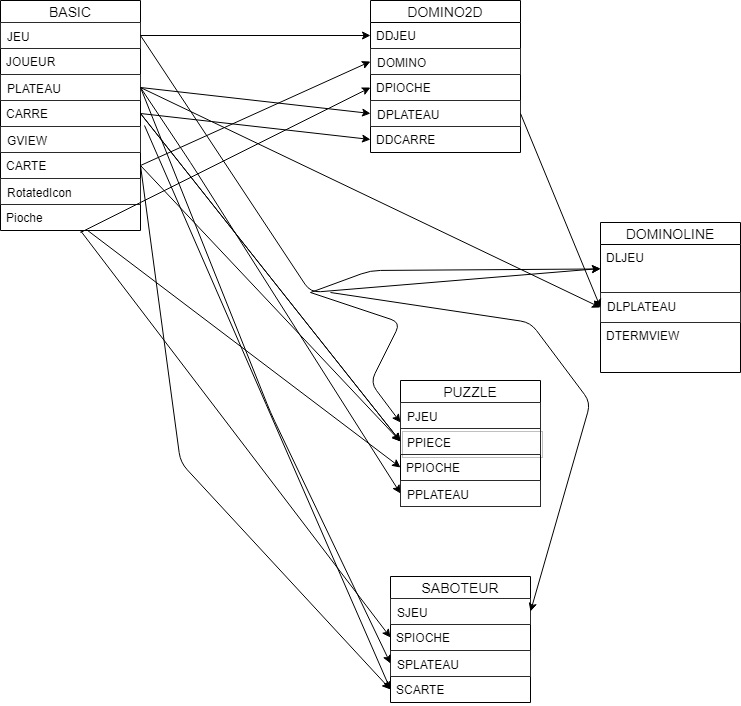 BASIC
JEU
JOUEUR
PLATEAU
CARRE
GVIEW
CARTE
RotatedIcon
Pioche
DOMINO2D
DDJEU
DOMINO
DPIOCHE
DPLATEAU
DDCARRE
DOMINOLINE
DLJEU
DLPLATEAU
DTERMVIEW
PUZZLE
PJEU
PPIECE
PPIOCHE
PPLATEAU
SABOTEUR
SJEU
SPIOCHE
SPLATEAU
SCARTE